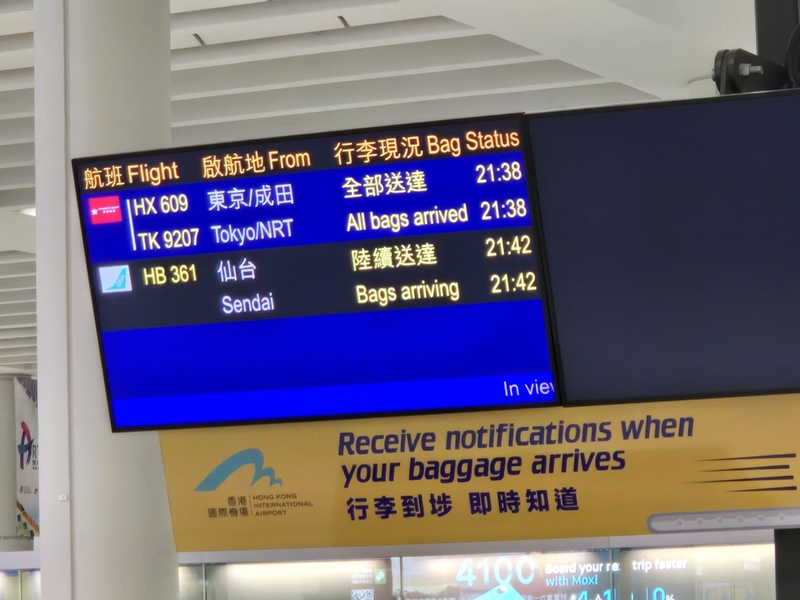 航班 Flight 啟航地 From 行李現況 Bag Status
HX 609 東京/成田 全部送達 21:38
TK 9207 Tokyo/NRT All bags arrived 21:38
HB 361 仙台 陸續送達 21:42
Sendai Bags arriving 21:42
In view
Receive notifications when
your baggage arrives
行李到埗 即時知道
香港 HONG KONG
國際機場 INTERNATIONAL
AIRPORT
4100
Board your next trip faster
with Mox!